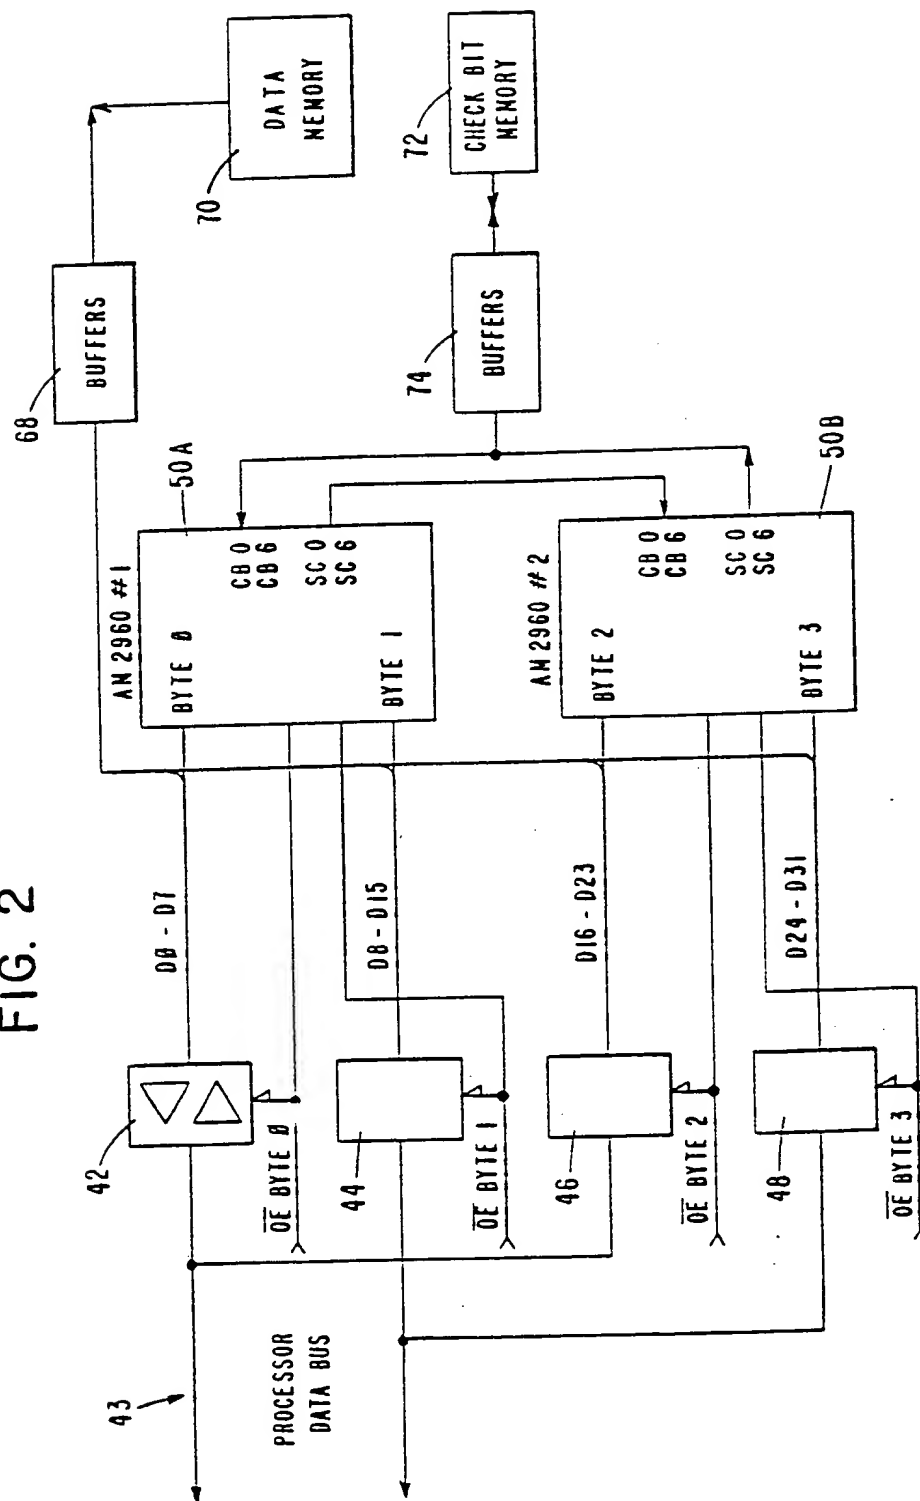 FIG. 2
68
BUFFERS
70
DATA
MEMORY
72
CHECK BIT
MEMORY
74
BUFFERS
AM 2960 #1
50A
BYTE 0
CB 0
CB 6
SC 0
SC 6
BYTE 1
AM 2960 #2
50B
BYTE 2
CB 0
CB 6
SC 0
SC 6
BYTE 3
D0 - D7
D8 - D15
D16 - D23
D24 - D31
42
44
46
48
OE BYTE 0
OE BYTE 1
OE BYTE 2
OE BYTE 3
43
PROCESSOR
DATA BUS